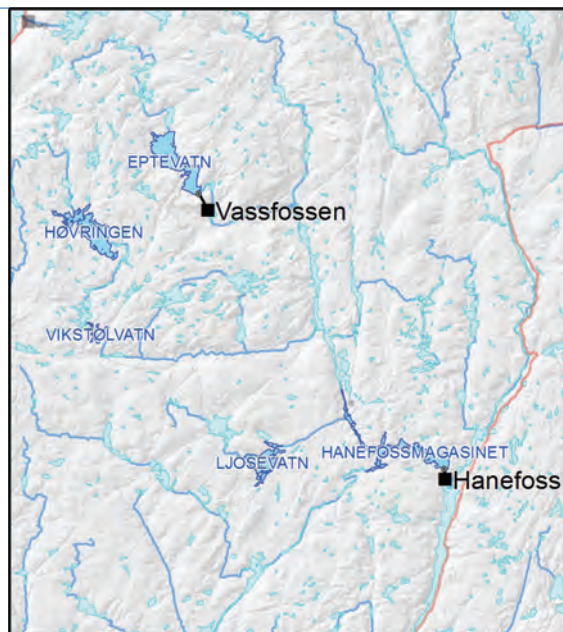 EPTEVATN
Vassfossen
HØVRINGEN
VIKSTØLVATN
LJOSEVATN
HANEFOSSMAGASINET
Hanefoss